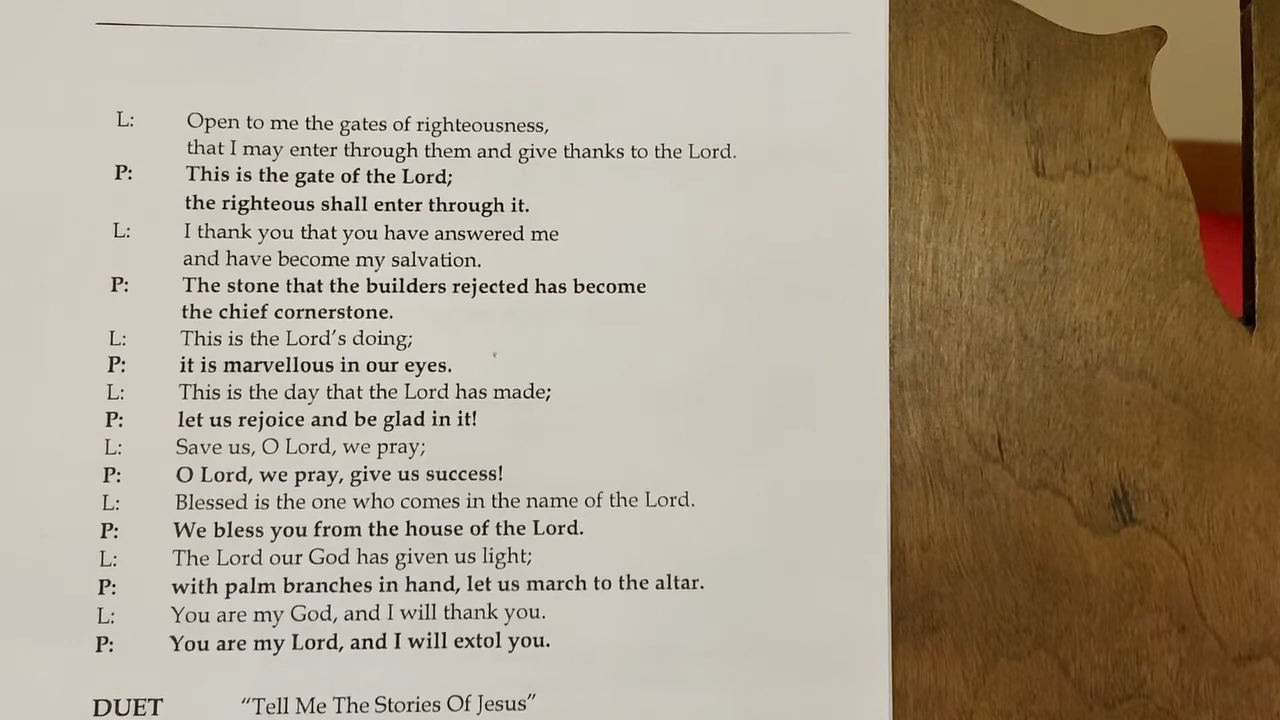 L: Open to me the gates of righteousness,
that I may enter through them and give thanks to the Lord.
P: This is the gate of the Lord;
the righteous shall enter through it.
L: I thank you that you have answered me
and have become my salvation.
P: The stone that the builders rejected has become
the chief cornerstone.
L: This is the Lord's doing;
P: it is marvellous in our eyes.
L: This is the day that the Lord has made;
P: let us rejoice and be glad in it!
L: Save us, O Lord, we pray;
P: O Lord, we pray, give us success!
L: Blessed is the one who comes in the name of the Lord.
P: We bless you from the house of the Lord.
L: The Lord our God has given us light;
P: with palm branches in hand, let us march to the altar.
L: You are my God, and I will thank you.
P: You are my Lord, and I will extol you.
DUET "Tell Me The Stories Of Jesus"